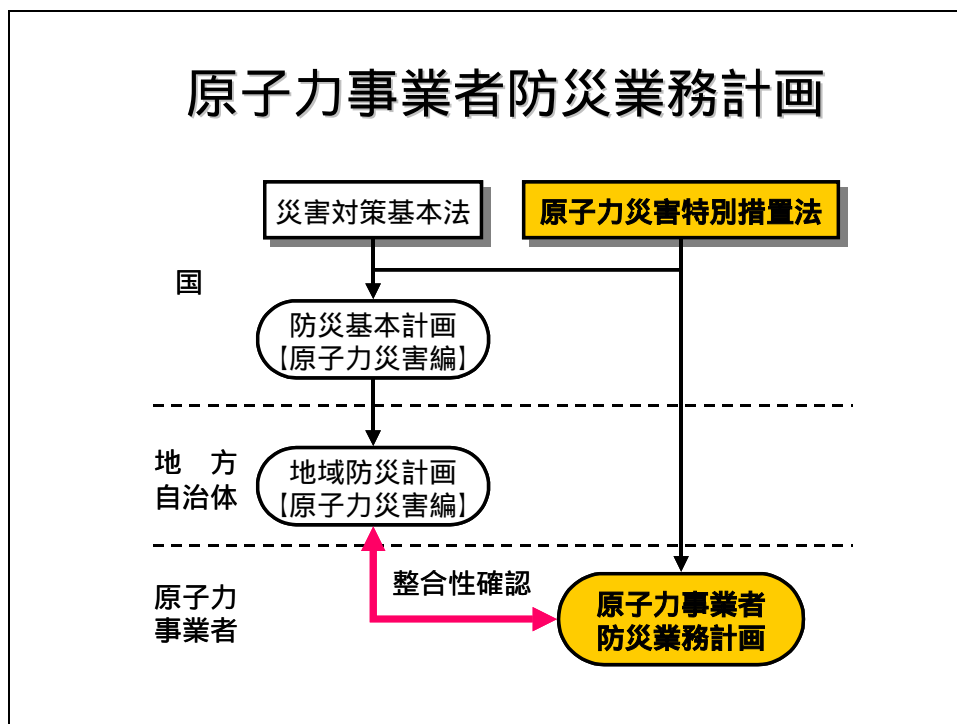 原子力事業者防災業務計画
災害対策基本法
原子力災害特別措置法
国
防災基本計画
【原子力災害編】
地　方
自治体
地域防災計画
【原子力災害編】
整合性確認
原子力
事業者
原子力事業者
防災業務計画